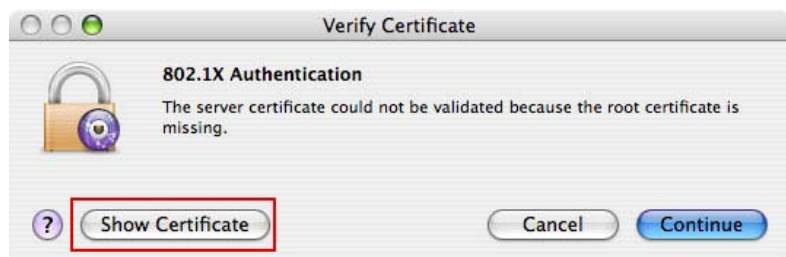 Verify Certificate
802.1X Authentication
The server certificate could not be validated because the root certificate is
missing.
?
Show Certificate
Cancel
Continue